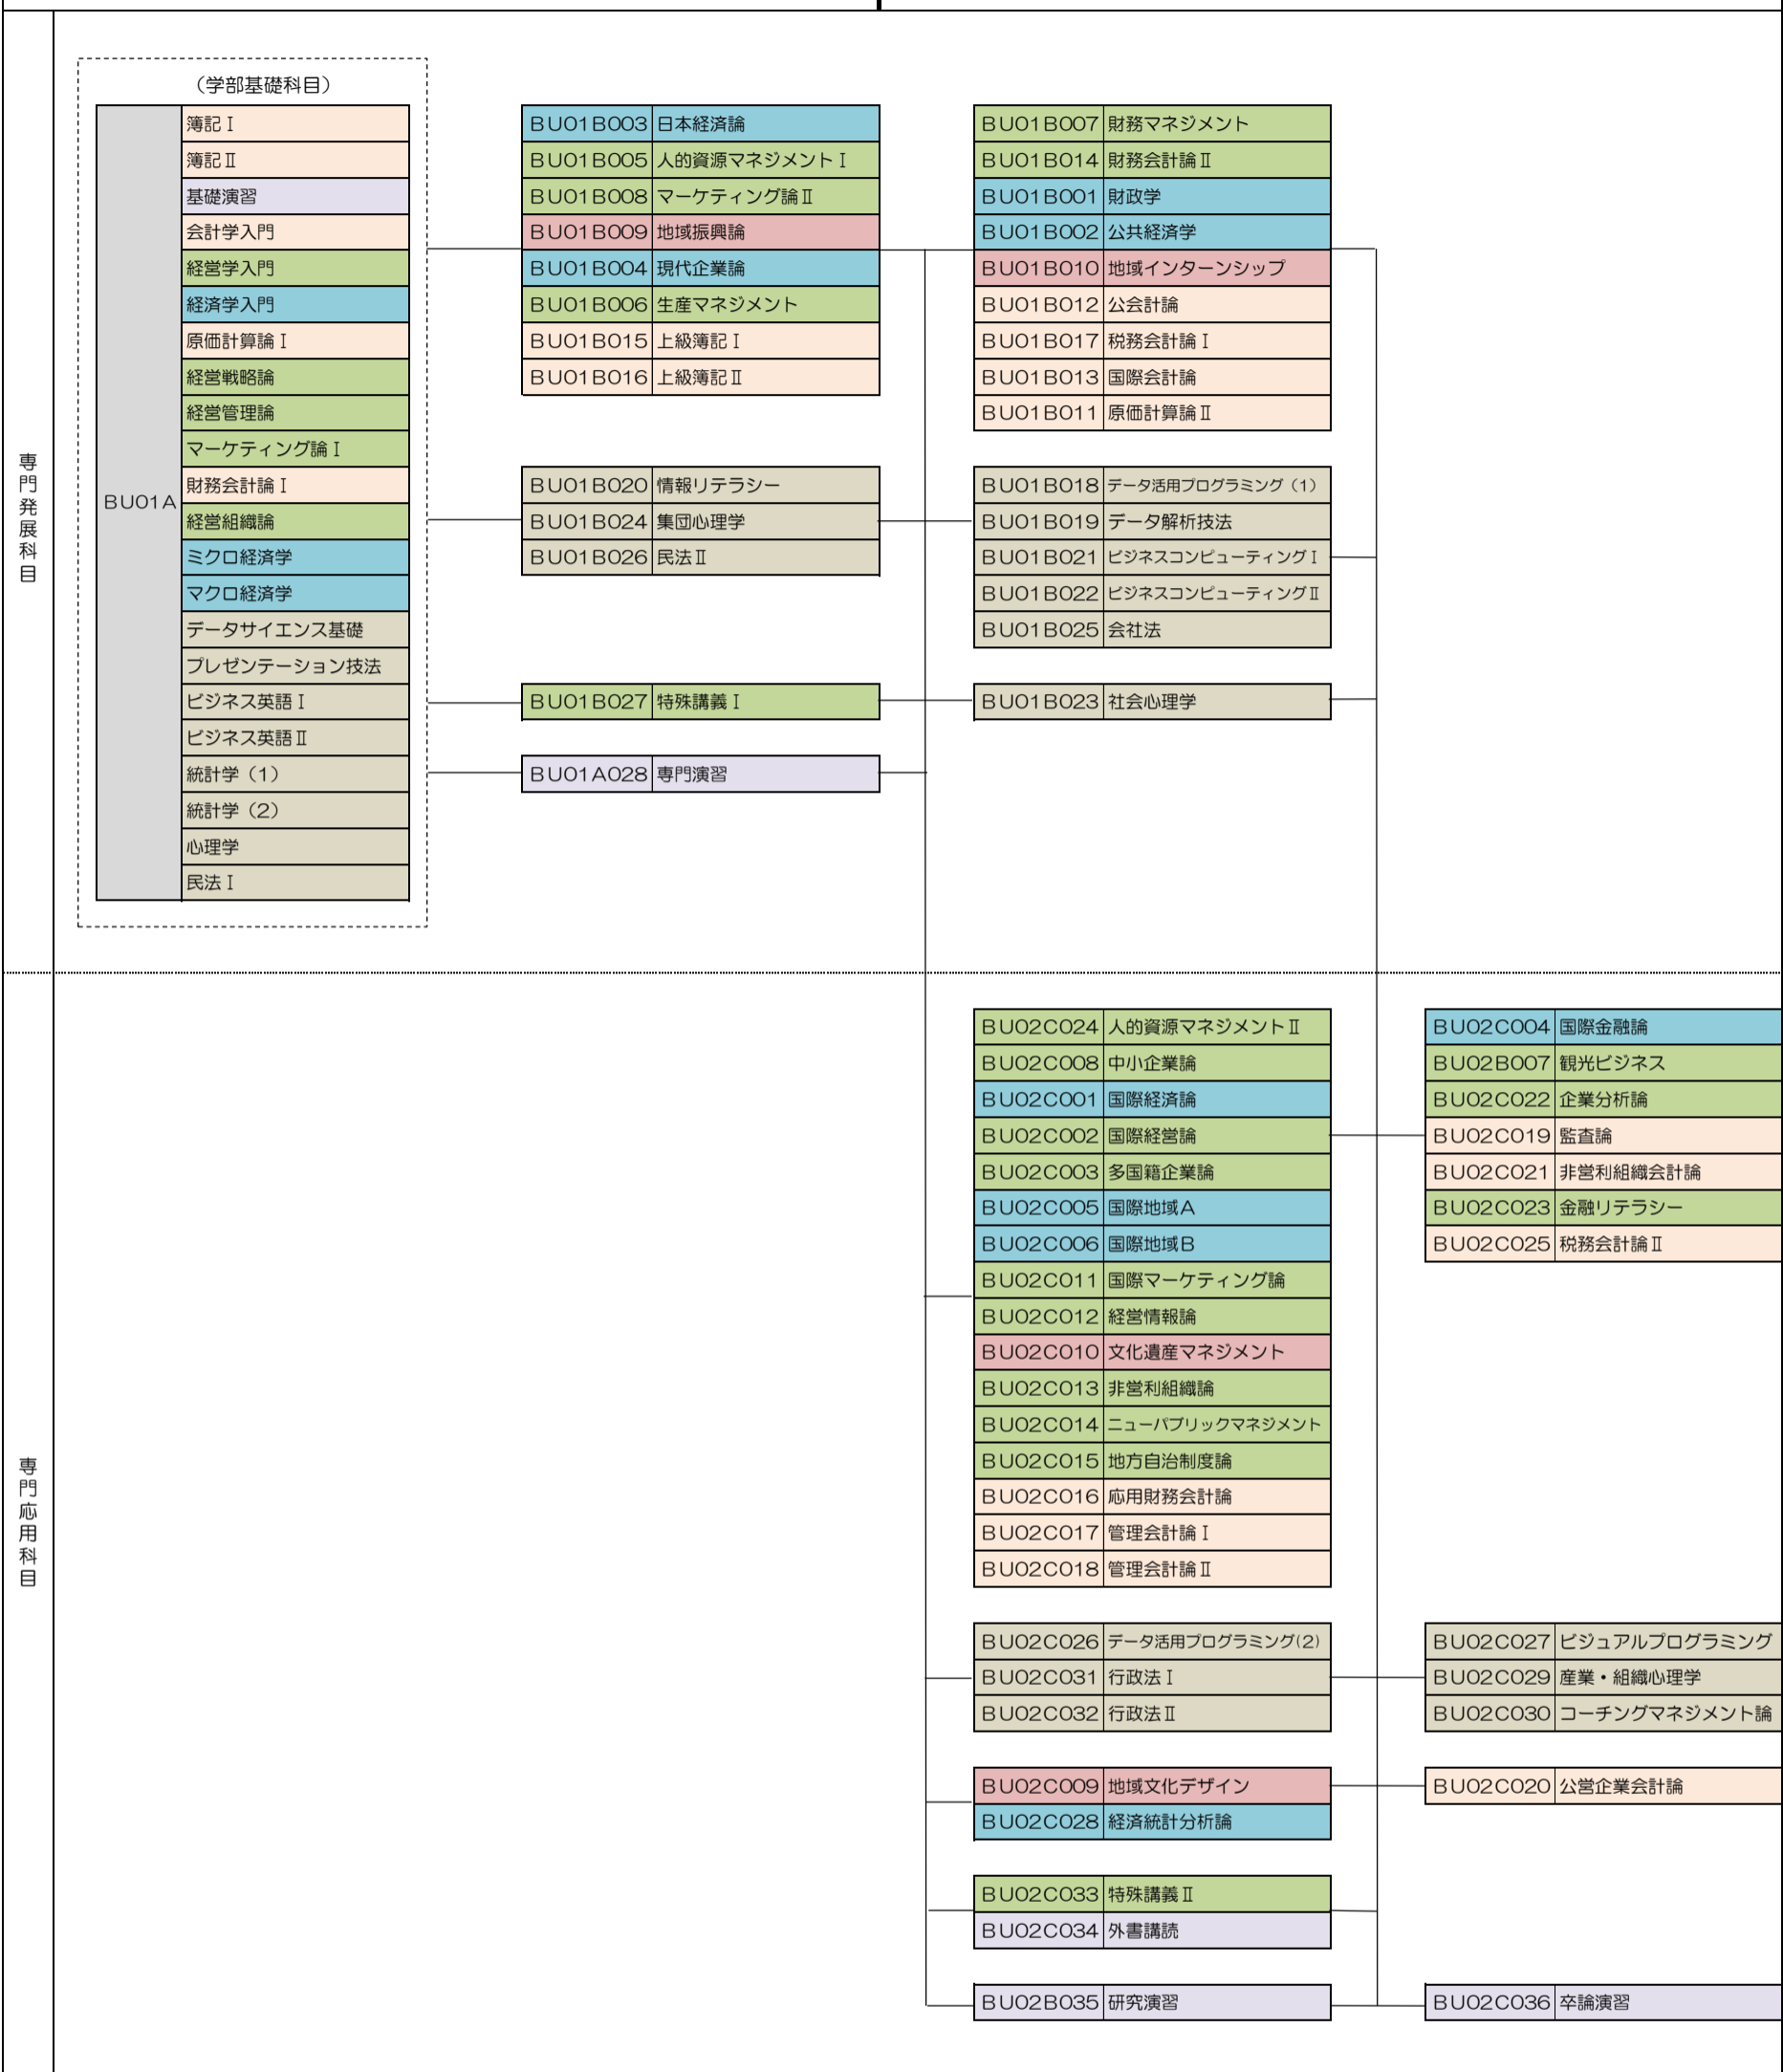 専門発展科目
（学部基礎科目）
BU01A
簿記Ⅰ
簿記Ⅱ
基礎演習
会計学入門
経営学入門
経済学入門
原価計算論Ⅰ
経営戦略論
経営管理論
マーケティング論Ⅰ
財務会計論Ⅰ
経営組織論
ミクロ経済学
マクロ経済学
データサイエンス基礎
プレゼンテーション技法
ビジネス英語Ⅰ
ビジネス英語Ⅱ
統計学（1）
統計学（2）
心理学
民法Ⅰ
BU01B003 日本経済論
BU01B005 人的資源マネジメントⅠ
BU01B008 マーケティング論Ⅱ
BU01B009 地域振興論
BU01B004 現代企業論
BU01B006 生産マネジメント
BU01B015 上級簿記Ⅰ
BU01B016 上級簿記Ⅱ
BU01B020 情報リテラシー
BU01B024 集団心理学
BU01B026 民法Ⅱ
BU01B027 特殊講義Ⅰ
BU01A028 専門演習
BU01B007 財務マネジメント
BU01B014 財務会計論Ⅱ
BU01B001 財政学
BU01B002 公共経済学
BU01B010 地域インターンシップ
BU01B012 公会計論
BU01B017 税務会計論Ⅰ
BU01B013 国際会計論
BU01B011 原価計算論Ⅱ
BU01B018 データ活用プログラミング（1）
BU01B019 データ解析技法
BU01B021 ビジネスコンピューティングⅠ
BU01B022 ビジネスコンピューティングⅡ
BU01B025 会社法
BU01B023 社会心理学
専門応用科目
BU02C024 人的資源マネジメントⅡ
BU02C008 中小企業論
BU02C001 国際経済論
BU02C002 国際経営論
BU02C003 多国籍企業論
BU02C005 国際地域A
BU02C006 国際地域B
BU02C011 国際マーケティング論
BU02C012 経営情報論
BU02C010 文化遺産マネジメント
BU02C013 非営利組織論
BU02C014 ニューパブリックマネジメント
BU02C015 地方自治制度論
BU02C016 応用財務会計論
BU02C017 管理会計論Ⅰ
BU02C018 管理会計論Ⅱ
BU02C026 データ活用プログラミング(2)
BU02C031 行政法Ⅰ
BU02C032 行政法Ⅱ
BU02C009 地域文化デザイン
BU02C028 経済統計分析論
BU02C033 特殊講義Ⅱ
BU02C034 外書講読
BU02B035 研究演習
BU02C004 国際金融論
BU02B007 観光ビジネス
BU02C022 企業分析論
BU02C019 監査論
BU02C021 非営利組織会計論
BU02C023 金融リテラシー
BU02C025 税務会計論Ⅱ
BU02C027 ビジュアルプログラミング
BU02C029 産業・組織心理学
BU02C030 コーチングマネジメント論
BU02C020 公営企業会計論
BU02C036 卒論演習